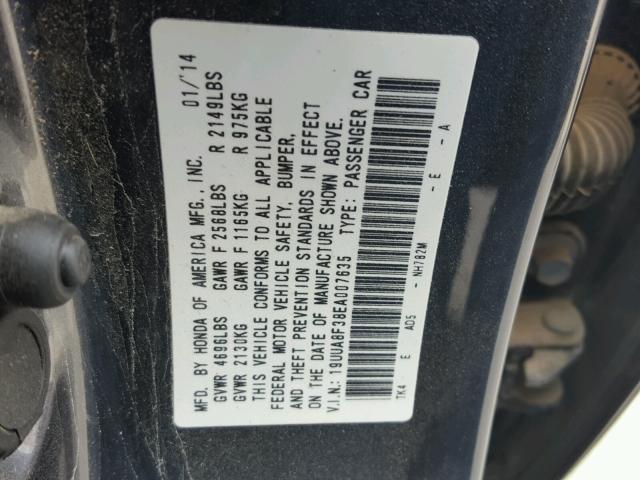 MFD. BY HONDA OF AMERICA MFG., INC. 01/'14
GVWR 4696LBS GAWR F 2568LBS R 2149LBS
GVWR 2130KG GAWR F 1165KG R 975KG
THIS VEHICLE CONFORMS TO ALL APPLICABLE
FEDERAL MOTOR VEHICLE SAFETY, BUMPER,
AND THEFT PREVENTION STANDARDS IN EFFECT
ON THE DATE OF MANUFACTURE SHOWN ABOVE.
V.I.N.: 19UUA8F38EA007635 TYPE: PASSENGER CAR
TK4 E AD5 - NH782M - E - A